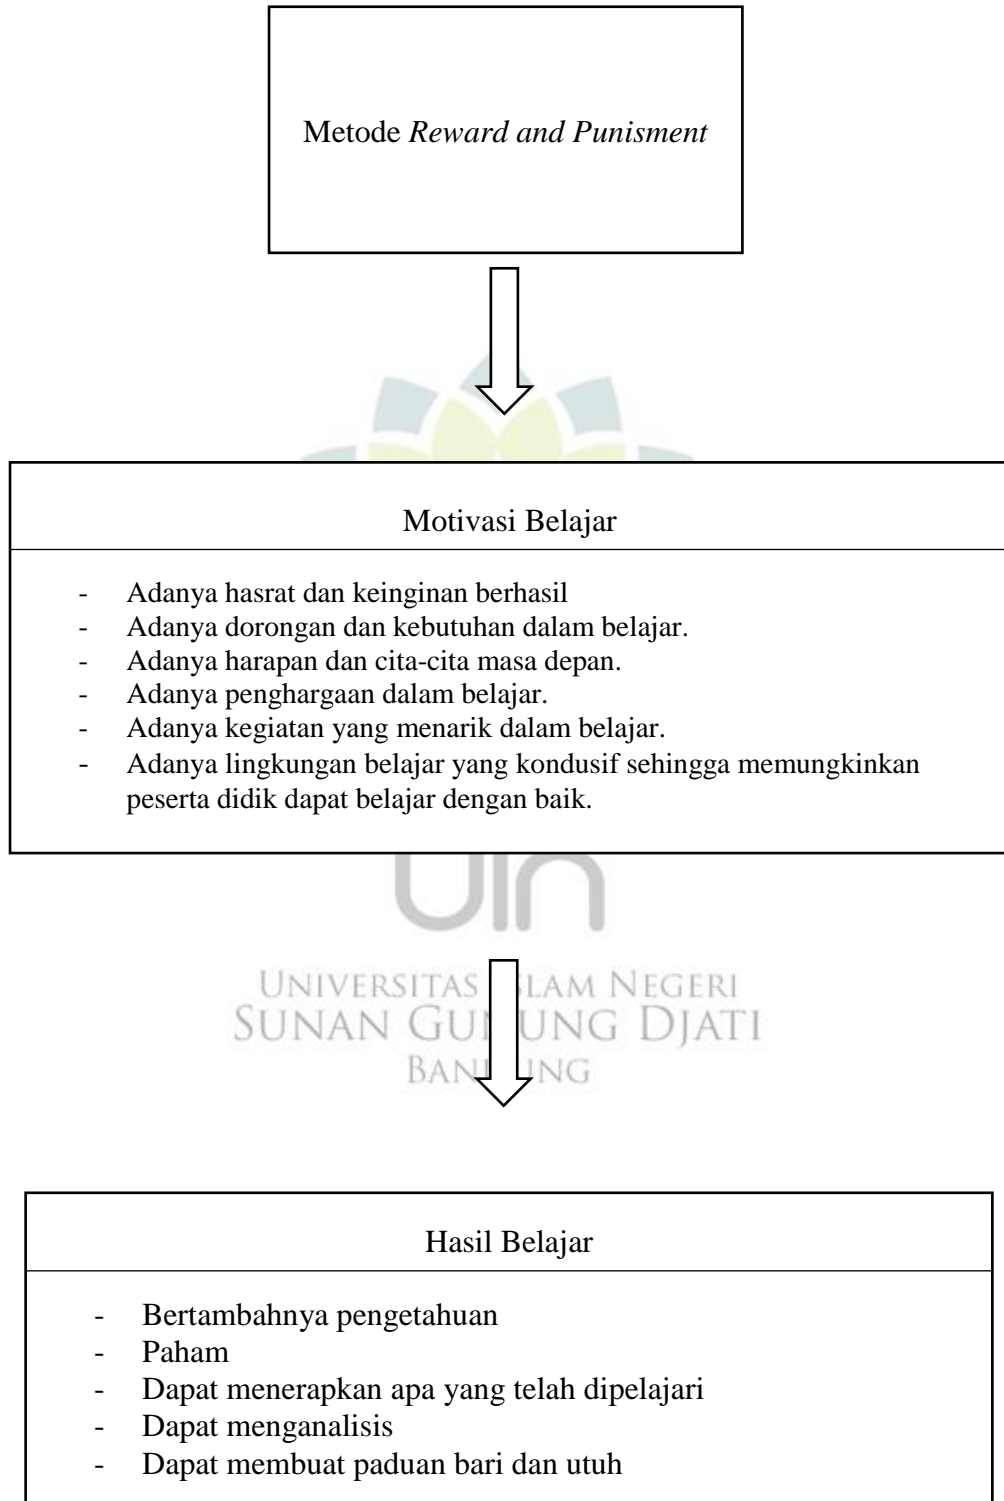 Metode Reward and Punisment
Motivasi Belajar
- Adanya hasrat dan keinginan berhasil
- Adanya dorongan dan kebutuhan dalam belajar.
- Adanya harapan dan cita-cita masa depan.
- Adanya penghargaan dalam belajar.
- Adanya kegiatan yang menarik dalam belajar.
- Adanya lingkungan belajar yang kondusif sehingga memungkinkan
peserta didik dapat belajar dengan baik.
uin
UNIVERSITAS ISLAM NEGERI
SUNAN GUNUNG DJATI
BANDUNG
Hasil Belajar
- Bertambahnya pengetahuan
- Paham
- Dapat menerapkan apa yang telah dipelajari
- Dapat menganalisis
- Dapat membuat paduan bari dan utuh